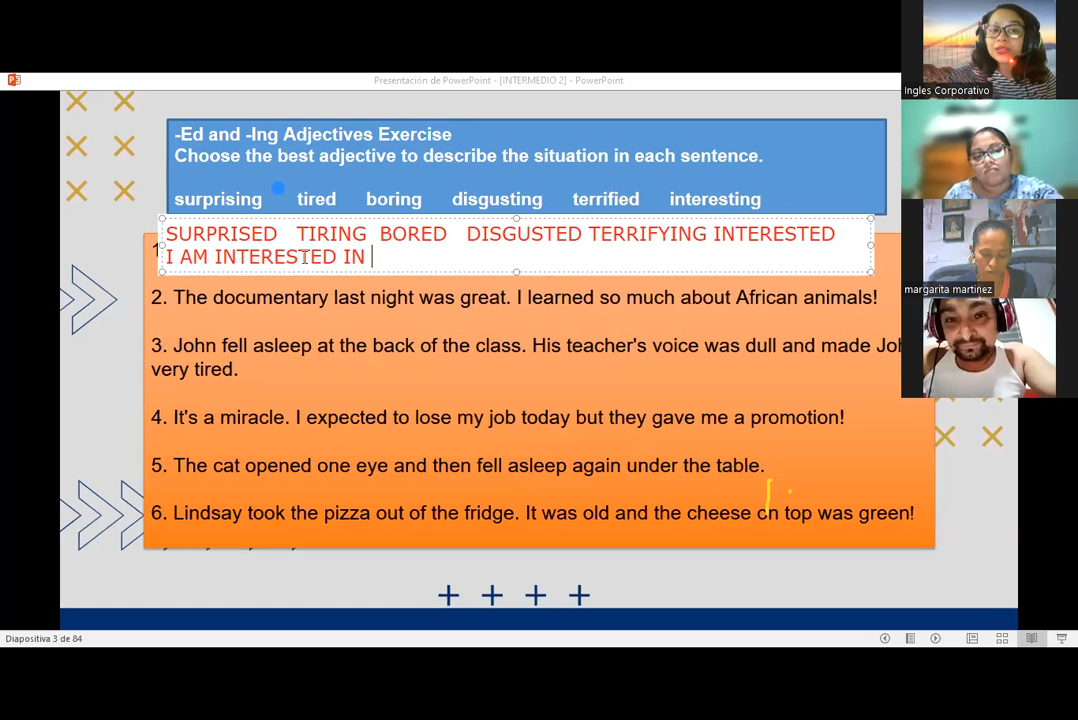 Presentación de PowerPoint - [INTERMEDIO 2] - PowerPoint
Ingles Corporativo
-Ed and -Ing Adjectives Exercise
Choose the best adjective to describe the situation in each sentence.
surprising tired boring disgusting terrified interesting
SURPRISED TIRING BORED DISGUSTED TERRIFYING INTERESTED
I AM INTERESTED IN
2. The documentary last night was great. I learned so much about African animals!
margarita martinez
3. John fell asleep at the back of the class. His teacher's voice was dull and made Joh
very tired.
4. It's a miracle. I expected to lose my job today but they gave me a promotion!
5. The cat opened one eye and then fell asleep again under the table.
6. Lindsay took the pizza out of the fridge. It was old and the cheese on top was green!
Diapositiva 3 de 84